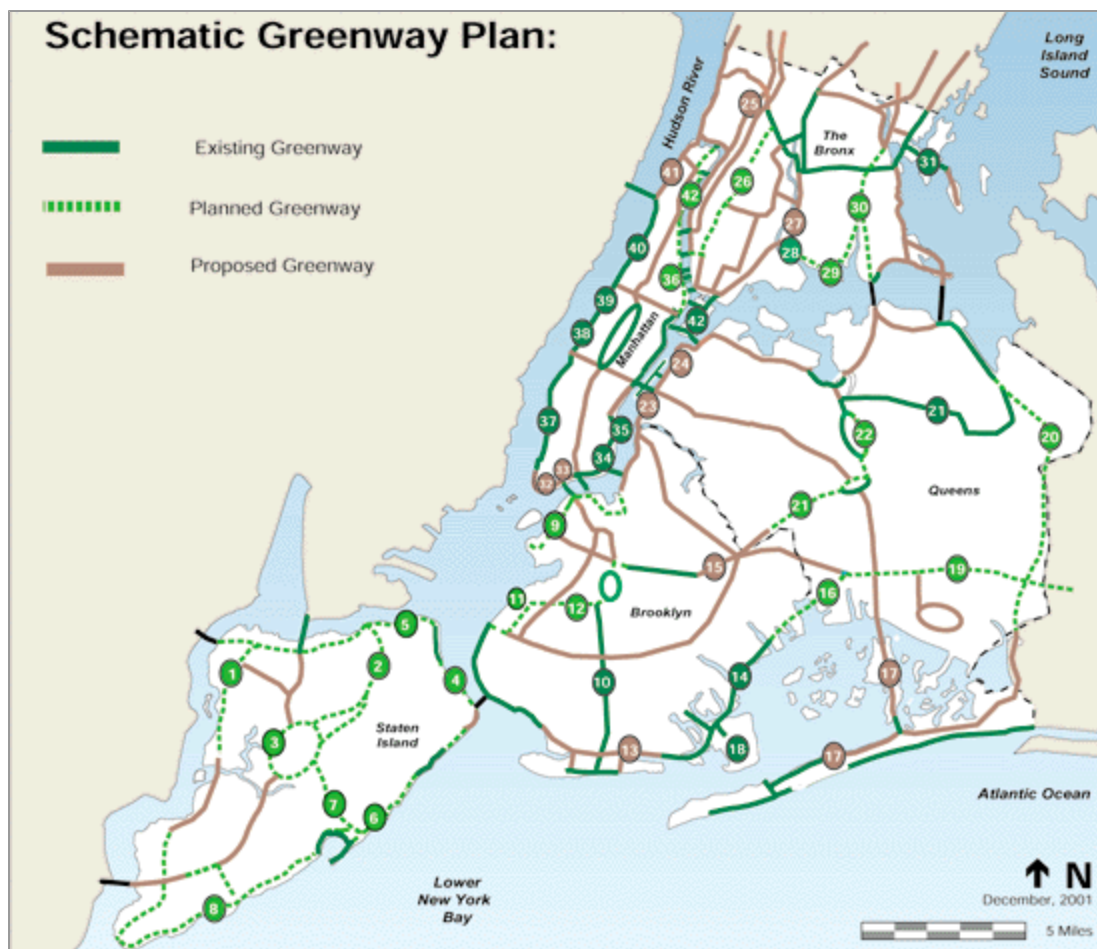 Schematic Greenway Plan:
Long
Island
Sound
Hudson River
Existing Greenway
Planned Greenway
Proposed Greenway
The
Bronx
25
31
41
42
26
30
27
28
29
40
36
39
42
38
Manhattan
24
23
37
35
22
21
20
34
33
32
Queens
21
9
15
19
16
11
12
Brooklyn
5
1
2
4
10
14
17
Staten
Island
3
13
18
17
7
6
Atlantic Ocean
8
Lower
New York
Bay
N
December, 2001
5 Miles